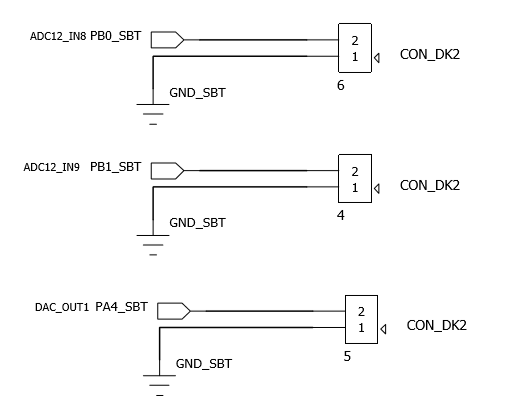 ADC12_IN8 PB0_SBT
2
1
CON_DK2
6
GND_SBT
ADC12_IN9 PB1_SBT
2
1
CON_DK2
4
GND_SBT
DAC_OUT1 PA4_SBT
2
1
CON_DK2
5
GND_SBT